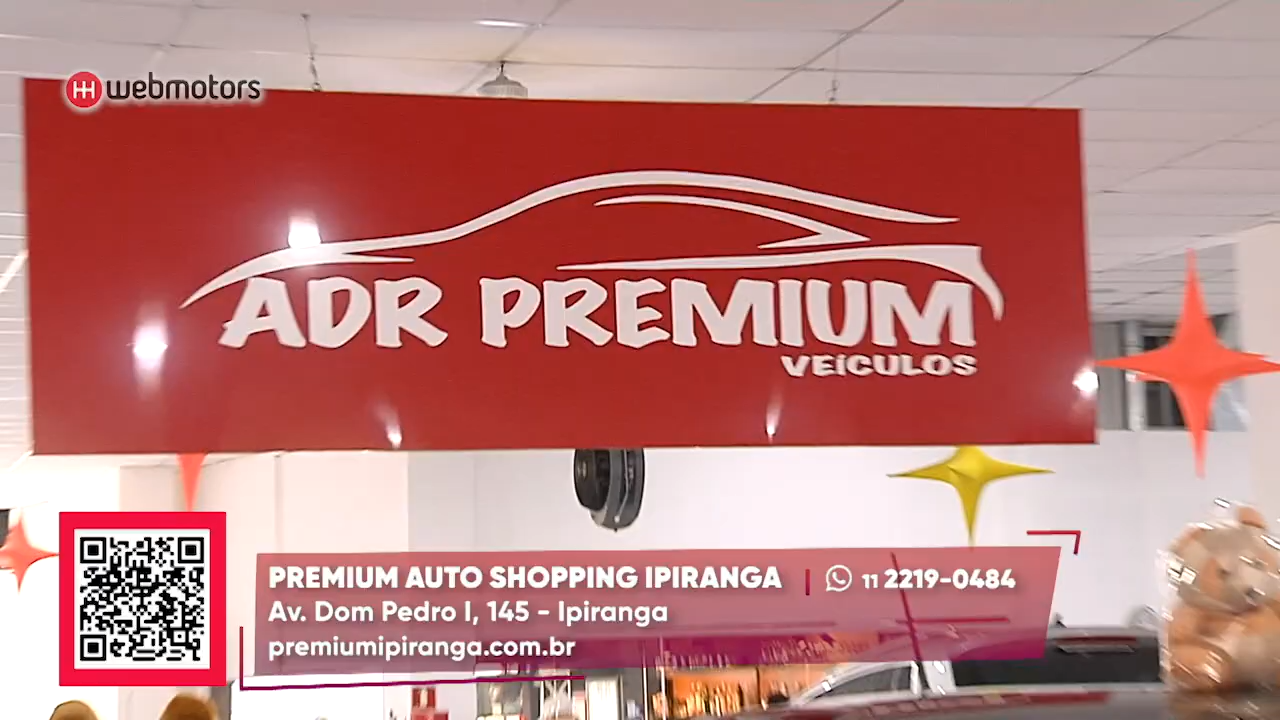 webmotors
ADR PREMIUM
VEÍCULOS
PREMIUM AUTO SHOPPING IPIRANGA
11 2219-0484
Av. Dom Pedro I, 145 - Ipiranga
premiumipiranga.com.br